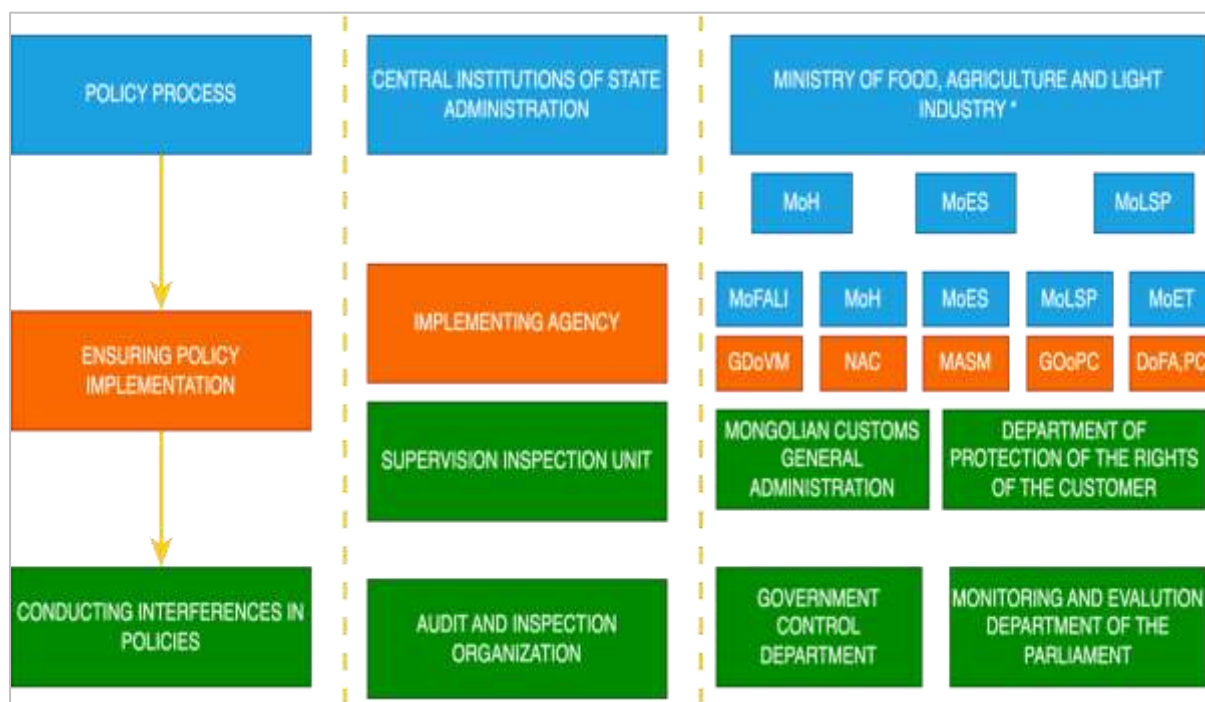 POLICY PROCESS
CENTRAL INSTITUTIONS OF STATE
ADMINISTRATION
MINISTRY OF FOOD, AGRICULTURE AND LIGHT
INDUSTRY *
MoH
MoES
MoLSP
MoFALI
MoH
MoES
MoLSP
MoET
ENSURING POLICY
IMPLEMENTATION
IMPLEMENTING AGENCY
GDoVM
NAC
MASM
GOoPC
DoFA,PC
SUPERVISION INSPECTION UNIT
MONGOLIAN CUSTOMS
GENERAL
ADMINISTRATION
DEPARTMENT OF
PROTECTION OF THE RIGHTS
OF THE CUSTOMER
CONDUCTING INTERFERENCES IN
POLICIES
AUDIT AND INSPECTION
ORGANIZATION
GOVERNMENT
CONTROL
DEPARTMENT
MONITORING AND EVALUTION
DEPARTMENT OF THE
PARLIAMENT